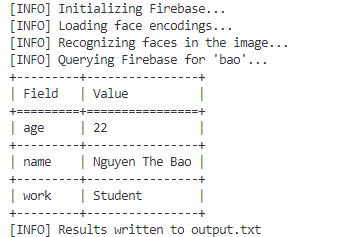 [INFO] Initializing Firebase...
[INFO] Loading face encodings...
[INFO] Recognizing faces in the image...
[INFO] Querying Firebase for 'bao'...
+--------+----------------+
| Field  | Value          |
+========+================+
| age    | 22             |
+--------+----------------+
| name   | Nguyen The Bao |
+--------+----------------+
| work   | Student        |
+--------+----------------+
[INFO] Results written to output.txt